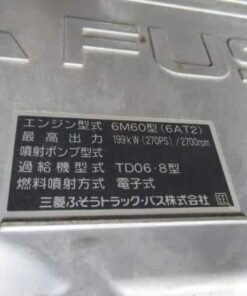 FUS
エンジン型式 6M60型(6AT2)
最高出力 199kW(270PS)/2700rpm
噴射ポンプ型式
過給機型式 TD06-8型
燃料噴射方式 電子式
三菱ふそうトラック・バス株式会社